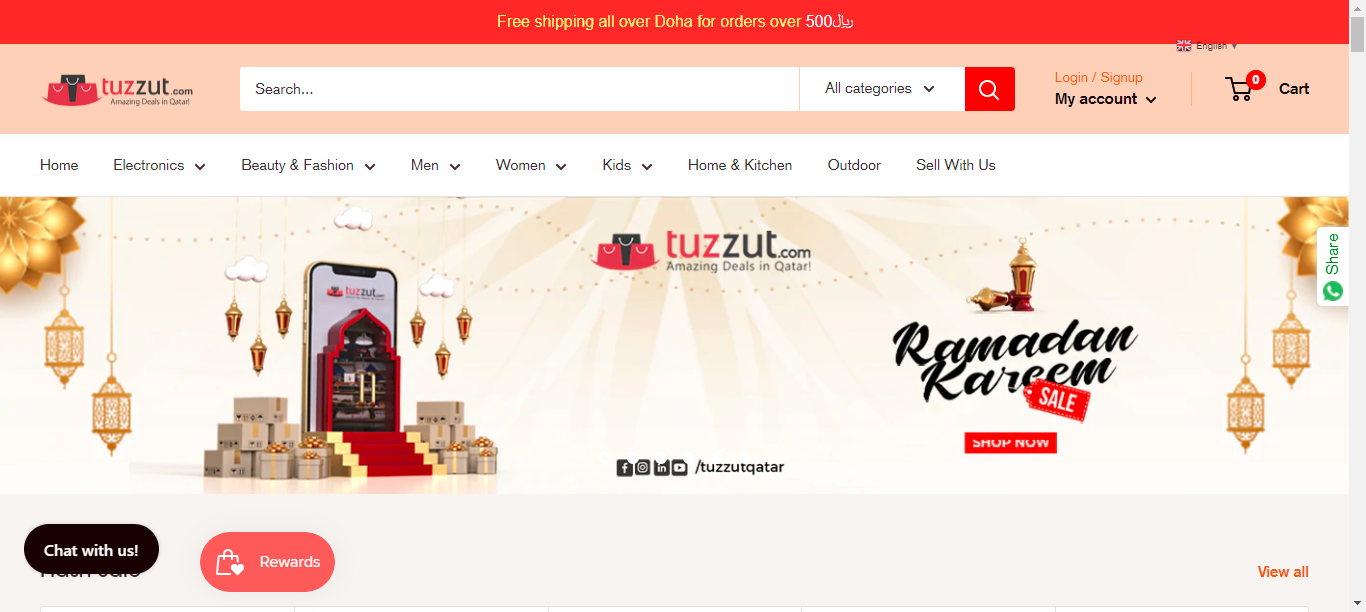 Free shipping all over Doha for orders over 500﷼
English ▼
tuzzut.com
Amazing Deals in Qatar!
Search...
All categories
Login / Signup
My account
0
Cart
Home
Electronics
Beauty & Fashion
Men
Women
Kids
Home & Kitchen
Outdoor
Sell With Us
tuzzut.com
Amazing Deals in Qatar!
tuzzut.com
Share
Ramadan
Kareem
SALE
SHOP NOW
/tuzzutqatar
Chat with us!
Rewards
View all